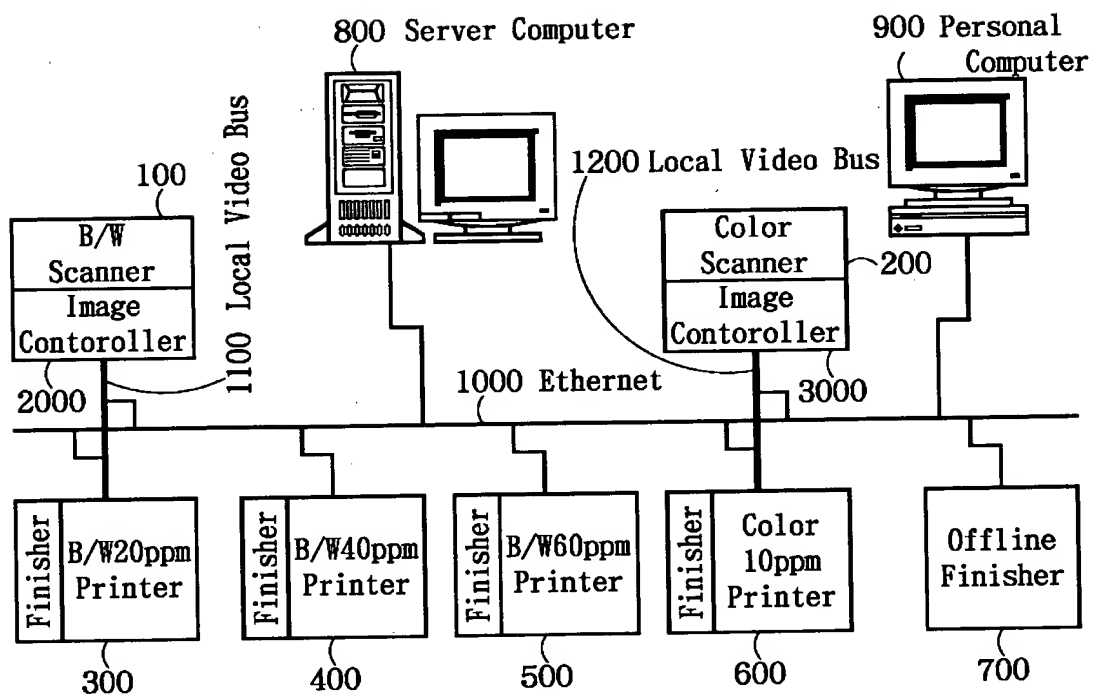 800 Server Computer
900 Personal
Computer
1100 Local Video Bus
1200 Local Video Bus
100
B/W
Scanner
Image
Contoroller
2000
Color
Scanner
Image
Contoroller
200
3000
1000 Ethernet
Finisher
B/W20ppm
Printer
300
Finisher
B/W40ppm
Printer
400
Finisher
B/W60ppm
Printer
500
Finisher
Color
10ppm
Printer
600
Offline
Finisher
700